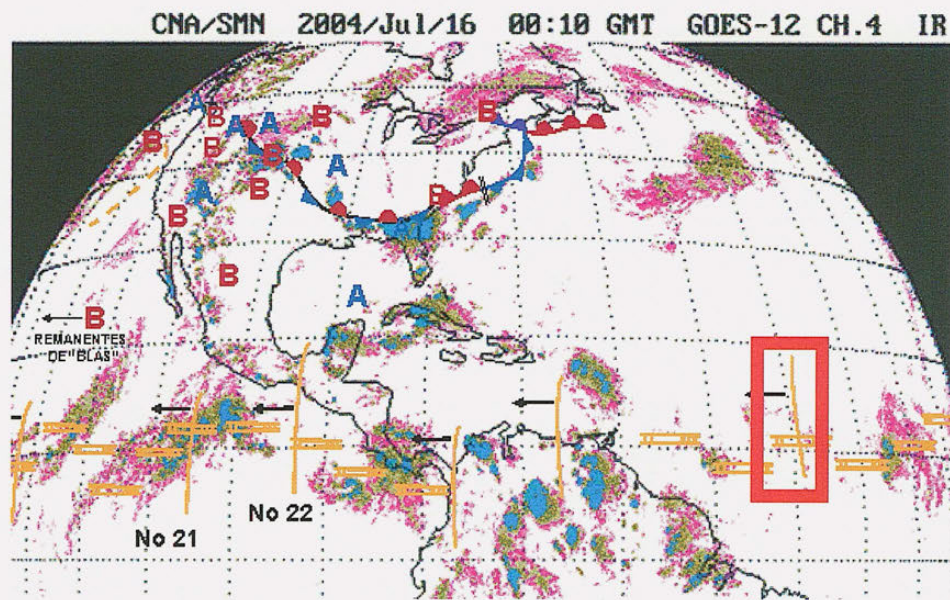 CNA/SMN 2004/Jul/16 00:10 GMT GOES-12 CH.4 IR
A
B
A
A
B
B
B
B
B
A
A
B
B
B
B
A
B
REMANENTES
DE"BLAS"
No 21
No 22